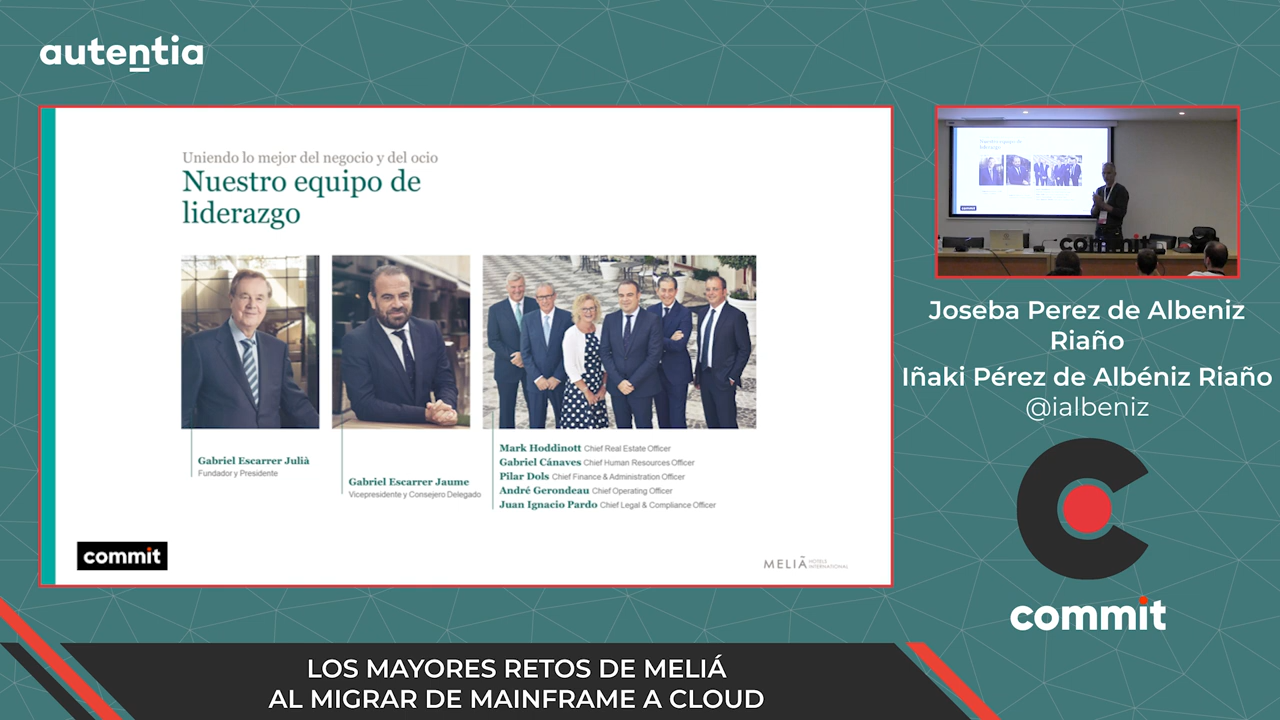 autentia
Uniendo lo mejor del negocio y del ocio
Nuestro equipo de
liderazgo
Gabriel Escarrer Julià
Fundador y Presidente
Gabriel Escarrer Jaume
Vicepresidente y Consejero Delegado
Mark Hoddinott Chief Real Estate Officer
Gabriel Cánaves Chief Human Resources Officer
Pilar Dols Chief Finance & Administration Officer
André Gerondeau Chief Operating Officer
Juan Ignacio Pardo Chief Legal & Compliance Officer
commit
MELIÃ HOTELS
INTERNATIONAL
commit
Joseba Perez de Albeniz
Riaño
Iñaki Pérez de Albéniz Riaño
@ialbeniz
commit
LOS MAYORES RETOS DE MELIÁ
AL MIGRAR DE MAINFRAME A CLOUD